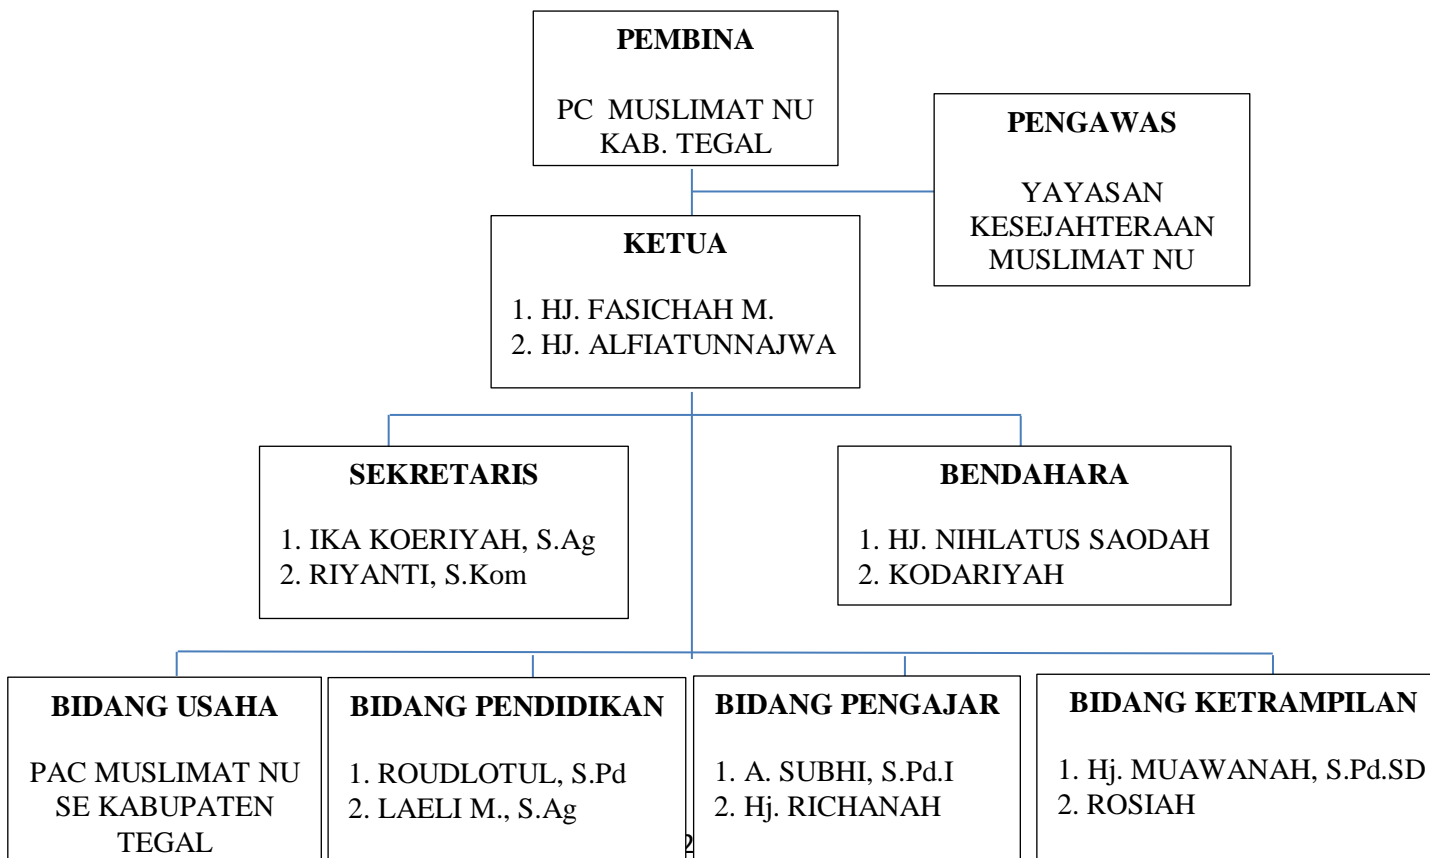 PEMBINA
PC MUSLIMAT NU
KAB. TEGAL
PENGAWAS
YAYASAN
KESEJAHTERAAN
MUSLIMAT NU
KETUA
1. HJ. FASICHAH M.
2. HJ. ALFIATUNNAJWA
SEKRETARIS
1. IKA KOERIYAH, S.Ag
2. RIYANTI, S.Kom
BENDAHARA
1. HJ. NIHLATUS SAODAH
2. KODARIYAH
BIDANG USAHA
PAC MUSLIMAT NU
SE KABUPATEN
TEGAL
BIDANG PENDIDIKAN
1. ROUDLOTUL, S.Pd
2. LAELI M., S.Ag
BIDANG PENGAJAR
1. A. SUBHI, S.Pd.I
2. Hj. RICHANAH
BIDANG KETRAMPILAN
1. Hj. MUAWANAH, S.Pd.SD
2. ROSIAH
2